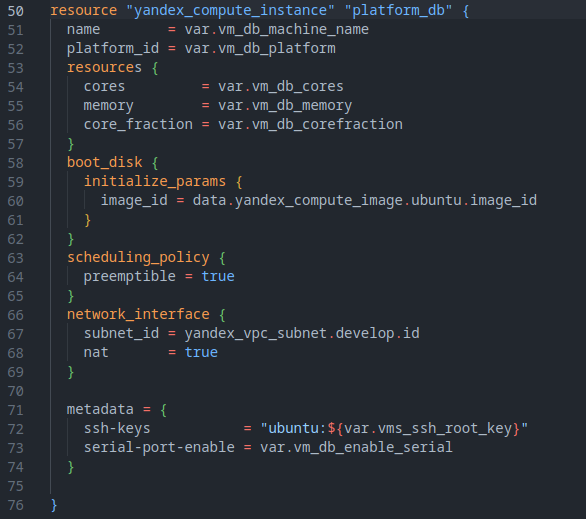 50 resource "yandex_compute_instance" "platform_db" {
51   name        = var.vm_db_machine_name
52   platform_id = var.vm_db_platform
53   resources {
54     cores         = var.vm_db_cores
55     memory        = var.vm_db_memory
56     core_fraction = var.vm_db_corefraction
57   }
58   boot_disk {
59     initialize_params {
60       image_id = data.yandex_compute_image.ubuntu.image_id
61     }
62   }
63   scheduling_policy {
64     preemptible = true
65   }
66   network_interface {
67     subnet_id = yandex_vpc_subnet.develop.id
68     nat       = true
69   }
70
71   metadata = {
72     ssh-keys           = "ubuntu:${var.vms_ssh_root_key}"
73     serial-port-enable = var.vm_db_enable_serial
74   }
75
76 }